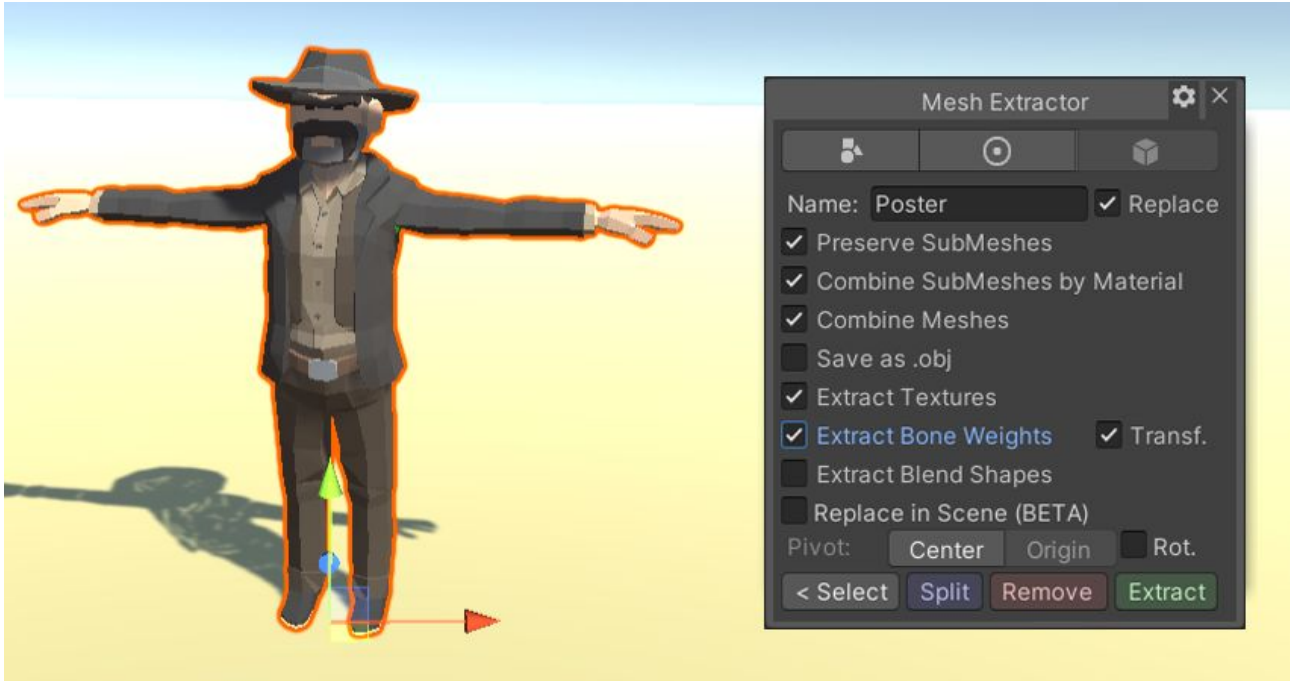 Mesh Extractor
Name: Poster Replace
Preserve SubMeshes
Combine SubMeshes by Material
Combine Meshes
Save as .obj
Extract Textures
Extract Bone Weights Transf.
Extract Blend Shapes
Replace in Scene (BETA)
Pivot: Center Origin Rot.
< Select Split Remove Extract